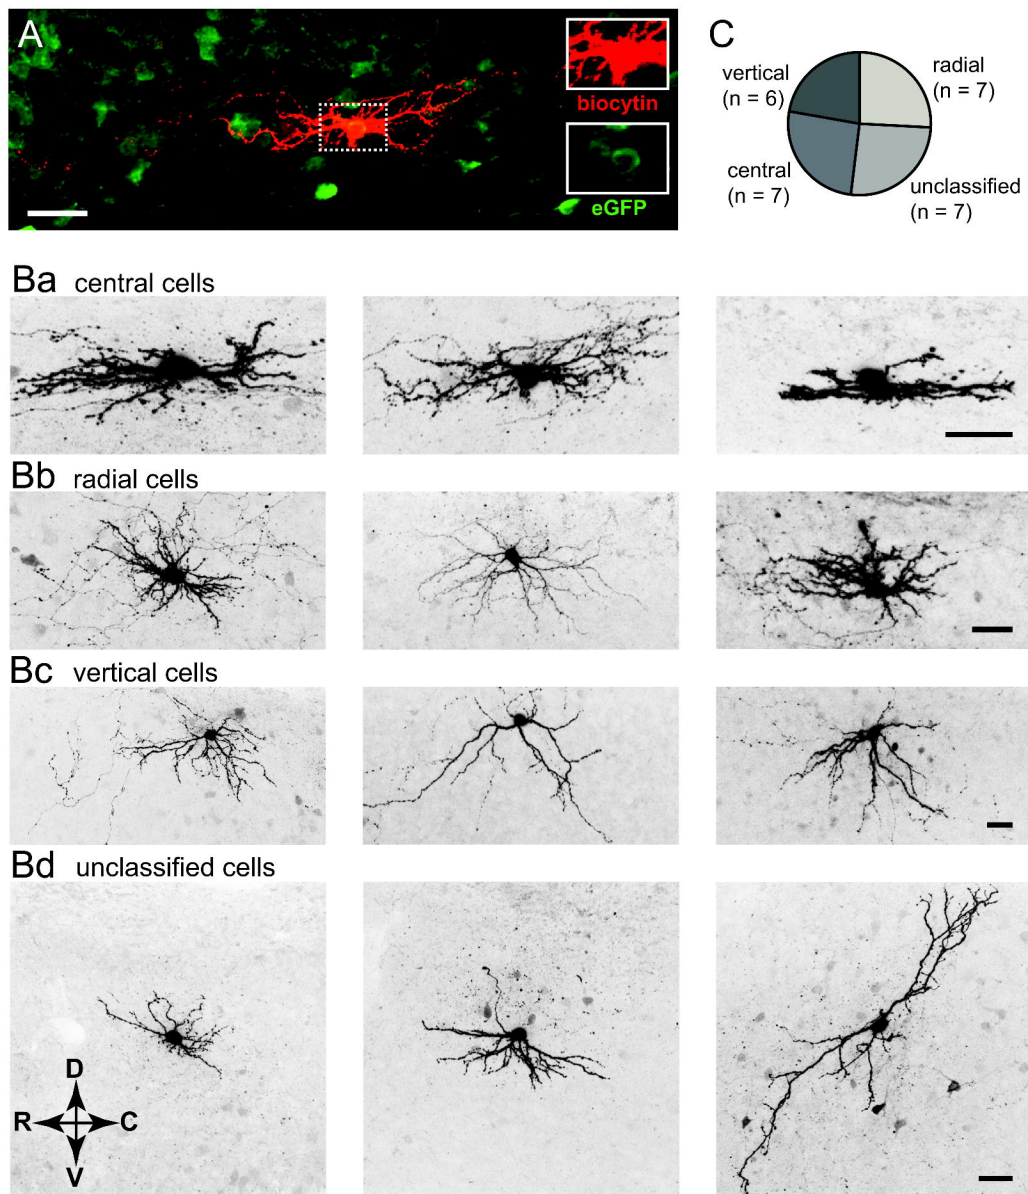 A
biocytin
eGFP
C
vertical
(n = 6)
radial
(n = 7)
central
(n = 7)
unclassified
(n = 7)
Ba central cells
Bb radial cells
Bc vertical cells
Bd unclassified cells
D
R C
V